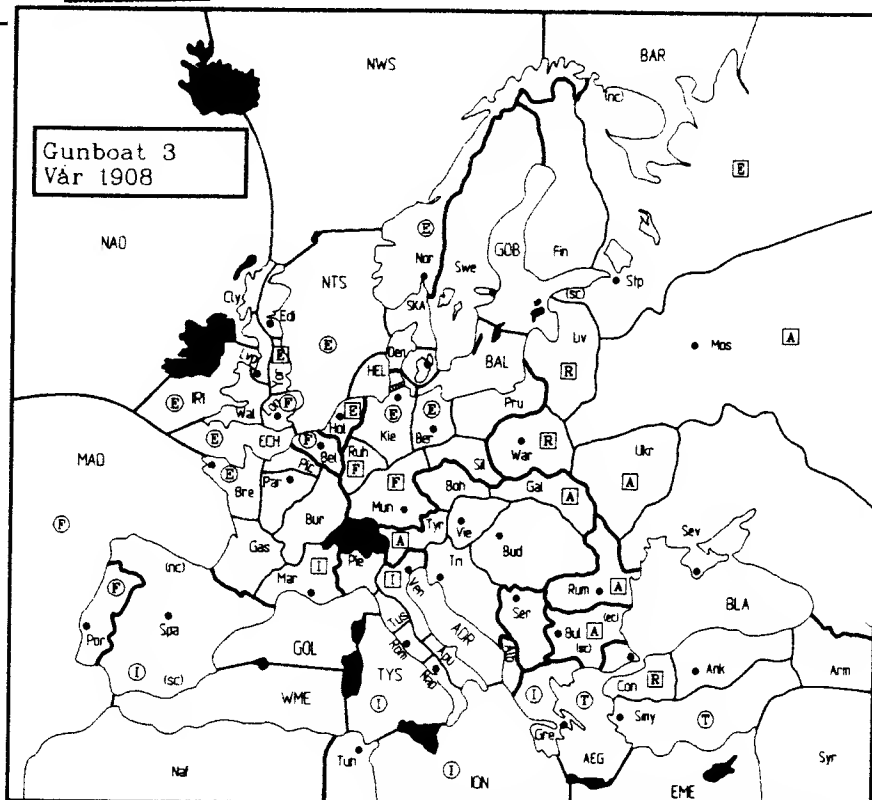 NWS
BAR
(nc)
Gunboat 3
Vår 1908
E
NAO
E
Nor
GOB
Fin
NTS
Swe
Stp
(sc)
Cly
SKA
Edi
E
Mos
A
Lvp
E
Yor
Den
BAL
Liv
HEL
R
IRI
E
Wal
Lon
F
Hol
E
E
Kie
E
Ber
Pru
MAO
E
ECH
F
Bel
Ruh
F
Sil
War
R
Ukr
A
Pic
E
Bre
Par
Mun
F
Boh
Gal
A
F
Bur
Tyr
Vie
Sev
A
Bud
Gas
Pie
Tri
(nc)
Mar
I
I
Ven
Rum
A
BLA
F
Ser
Por
Spa
Tus
ADR
Bul
A
(ec)
(sc)
GOL
Rom
Apu
Alb
Ank
Arm
I
(sc)
TYS
Nap
Con
R
WME
I
I
T
Gre
Smy
T
Naf
Tun
I
ION
AEG
EME
Syr